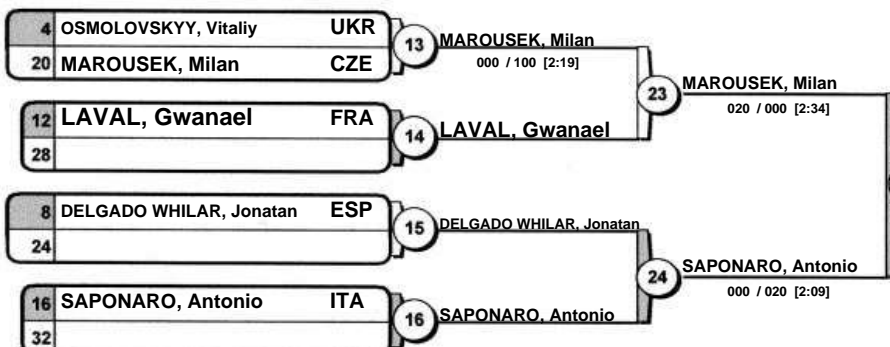 4 OSMOLOVSKYY, Vitaliy UKR
20 MAROUSEK, Milan CZE
13
MAROUSEK, Milan
000 / 100 [2:19]
12 LAVAL, Gwanael FRA
28
14
LAVAL, Gwanael
23
MAROUSEK, Milan
020 / 000 [2:34]
8 DELGADO WHILAR, Jonatan ESP
24
15
DELGADO WHILAR, Jonatan
16 SAPONARO, Antonio ITA
32
16
SAPONARO, Antonio
24
SAPONARO, Antonio
000 / 020 [2:09]